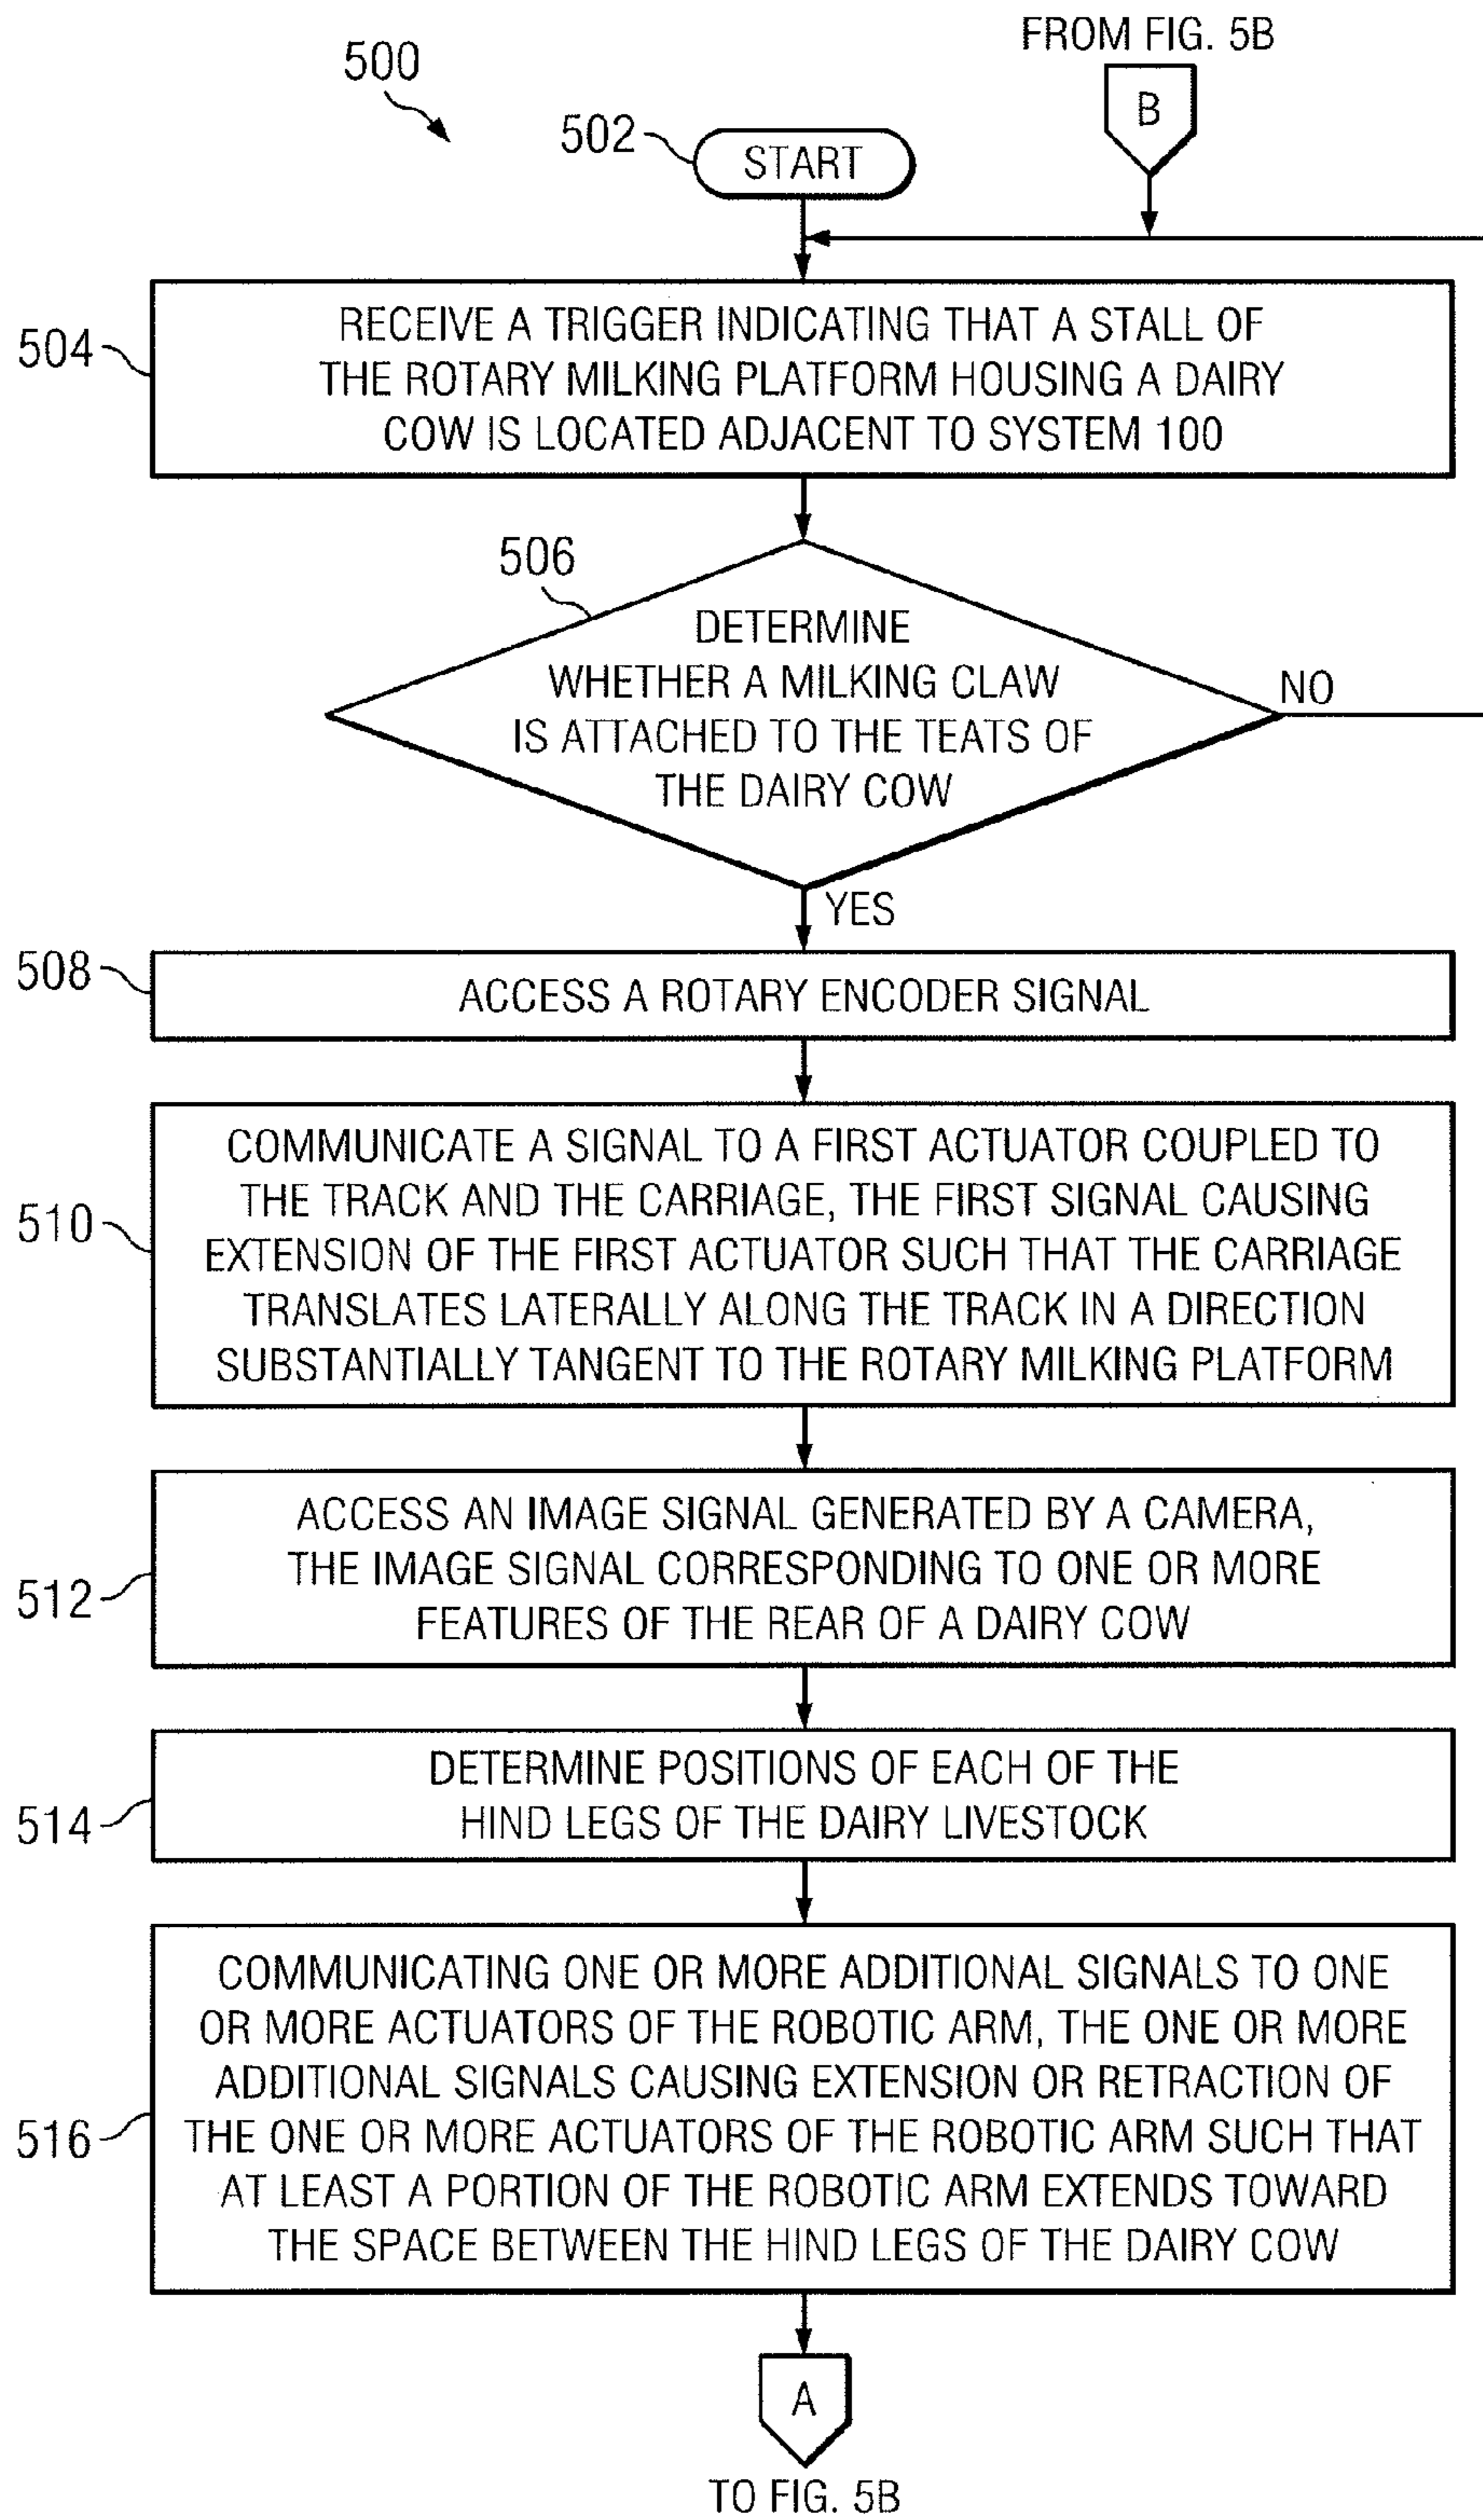 FROM FIG. 5B
500
B
502
START
504
RECEIVE A TRIGGER INDICATING THAT A STALL OF
THE ROTARY MILKING PLATFORM HOUSING A DAIRY
COW IS LOCATED ADJACENT TO SYSTEM 100
506
DETERMINE
WHETHER A MILKING CLAW
IS ATTACHED TO THE TEATS OF
THE DAIRY COW
NO
YES
508
ACCESS A ROTARY ENCODER SIGNAL
510
COMMUNICATE A SIGNAL TO A FIRST ACTUATOR COUPLED TO
THE TRACK AND THE CARRIAGE, THE FIRST SIGNAL CAUSING
EXTENSION OF THE FIRST ACTUATOR SUCH THAT THE CARRIAGE
TRANSLATES LATERALLY ALONG THE TRACK IN A DIRECTION
SUBSTANTIALLY TANGENT TO THE ROTARY MILKING PLATFORM
512
ACCESS AN IMAGE SIGNAL GENERATED BY A CAMERA,
THE IMAGE SIGNAL CORRESPONDING TO ONE OR MORE
FEATURES OF THE REAR OF A DAIRY COW
514
DETERMINE POSITIONS OF EACH OF THE
HIND LEGS OF THE DAIRY LIVESTOCK
516
COMMUNICATING ONE OR MORE ADDITIONAL SIGNALS TO ONE
OR MORE ACTUATORS OF THE ROBOTIC ARM, THE ONE OR MORE
ADDITIONAL SIGNALS CAUSING EXTENSION OR RETRACTION OF
THE ONE OR MORE ACTUATORS OF THE ROBOTIC ARM SUCH THAT
AT LEAST A PORTION OF THE ROBOTIC ARM EXTENDS TOWARD
THE SPACE BETWEEN THE HIND LEGS OF THE DAIRY COW
A
TO FIG. 5B